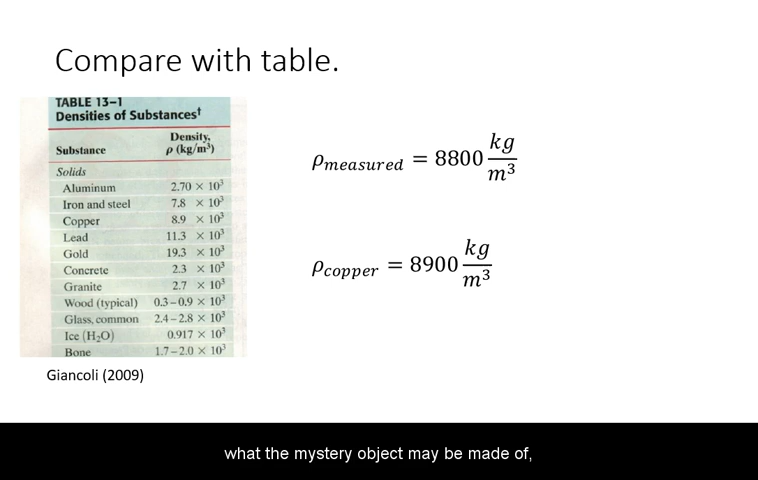 Compare with table.
TABLE 13–1
Densities of Substances†
Substance Density, ρ (kg/m³)
Solids
Aluminum 2.70 × 10³
Iron and steel 7.8 × 10³
Copper 8.9 × 10³
Lead 11.3 × 10³
Gold 19.3 × 10³
Concrete 2.3 × 10³
Granite 2.7 × 10³
Wood (typical) 0.3–0.9 × 10³
Glass, common 2.4–2.8 × 10³
Ice (H₂O) 0.917 × 10³
Bone 1.7–2.0 × 10³
Giancoli (2009)
ρmeasured = 8800 kg/m³
ρcopper = 8900 kg/m³
what the mystery object may be made of,